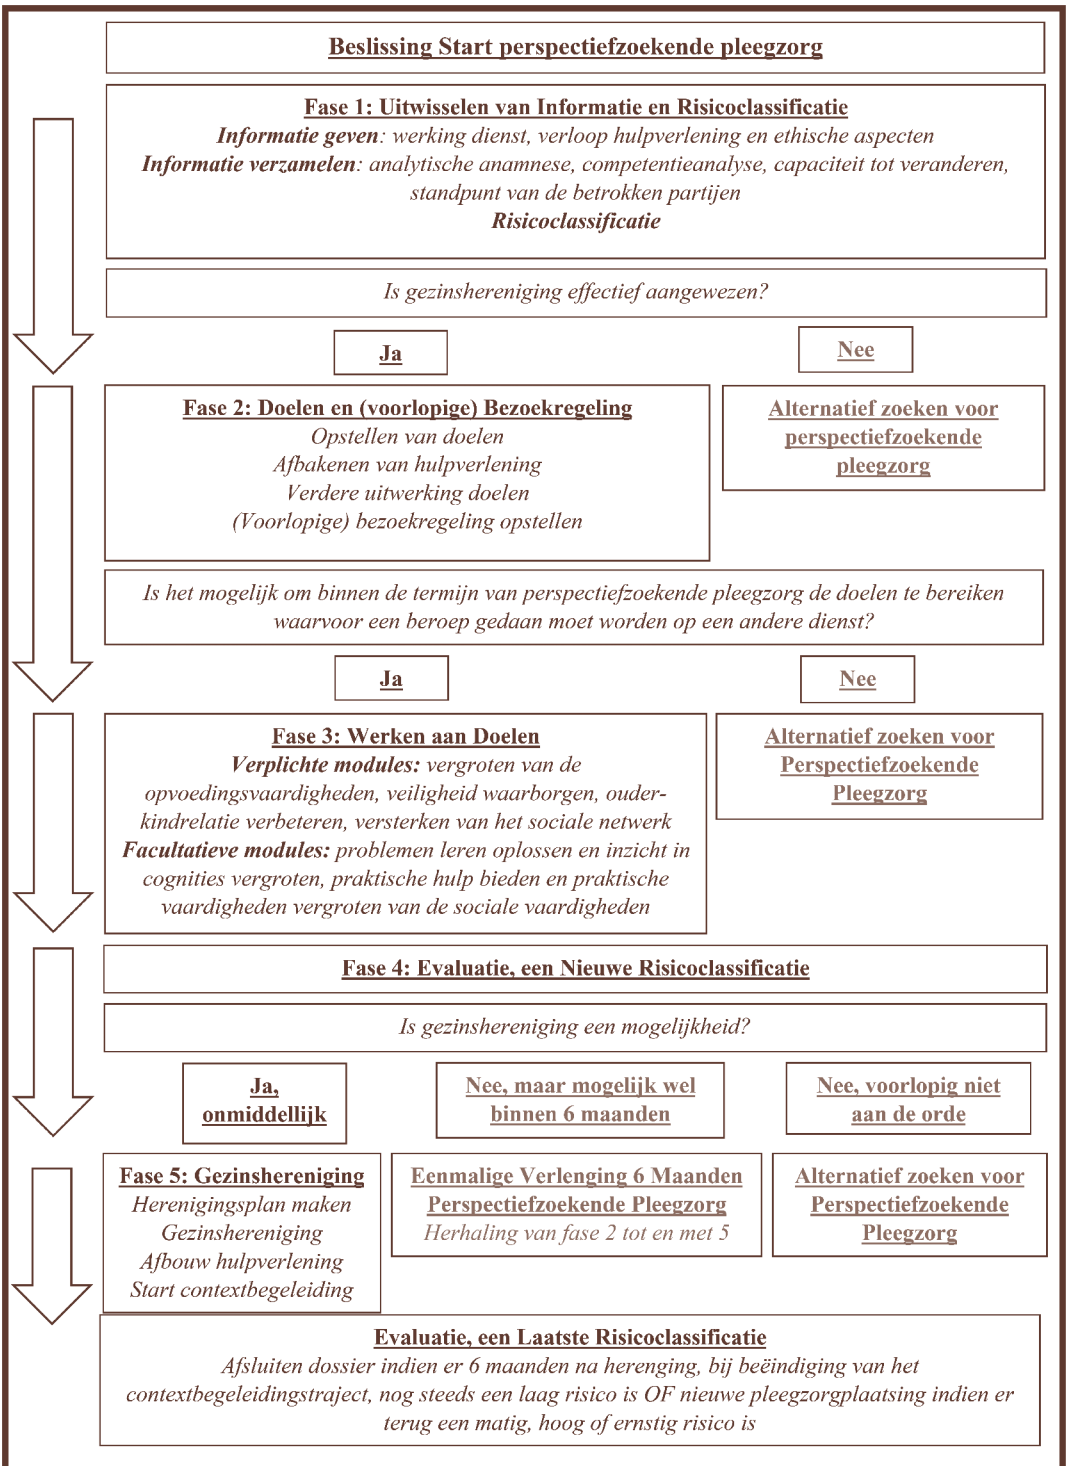 Beslissing Start perspectiefzoekende pleegzorg
Fase 1: Uitwisselen van Informatie en Risicoclassificatie
Informatie geven: werking dienst, verloop hulpverlening en ethische aspecten
Informatie verzamelen: analytische anamnese, competentieanalyse, capaciteit tot veranderen,
standpunt van de betrokken partijen
Risicoclassificatie
Is gezinshereniging effectief aangewezen?
Ja
Nee
Fase 2: Doelen en (voorlopige) Bezoekregeling
Opstellen van doelen
Afbakenen van hulpverlening
Verdere uitwerking doelen
(Voorlopige) bezoekregeling opstellen
Alternatief zoeken voor
perspectiefzoekende
pleegzorg
Is het mogelijk om binnen de termijn van perspectiefzoekende pleegzorg de doelen te bereiken
waarvoor een beroep gedaan moet worden op een andere dienst?
Ja
Nee
Fase 3: Werken aan Doelen
Verplichte modules: vergroten van de
opvoedingsvaardigheden, veiligheid waarborgen, ouder-
kindrelatie verbeteren, versterken van het sociale netwerk
Facultatieve modules: problemen leren oplossen en inzicht in
cognities vergroten, praktische hulp bieden en praktische
vaardigheden vergroten van de sociale vaardigheden
Alternatief zoeken voor
Perspectiefzoekende
Pleegzorg
Fase 4: Evaluatie, een Nieuwe Risicoclassificatie
Is gezinshereniging een mogelijkheid?
Ja,
onmiddellijk
Nee, maar mogelijk wel
binnen 6 maanden
Nee, voorlopig niet
aan de orde
Fase 5: Gezinshereniging
Herenigingsplan maken
Gezinshereniging
Afbouw hulpverlening
Start contextbegeleiding
Eenmalige Verlenging 6 Maanden
Perspectiefzoekende Pleegzorg
Herhaling van fase 2 tot en met 5
Alternatief zoeken voor
Perspectiefzoekende
Pleegzorg
Evaluatie, een Laatste Risicoclassificatie
Afsluiten dossier indien er 6 maanden na herenging, bij beëindiging van het
contextbegeleidingstraject, nog steeds een laag risico is OF nieuwe pleegzorgplaatsing indien er
terug een matig, hoog of ernstig risico is